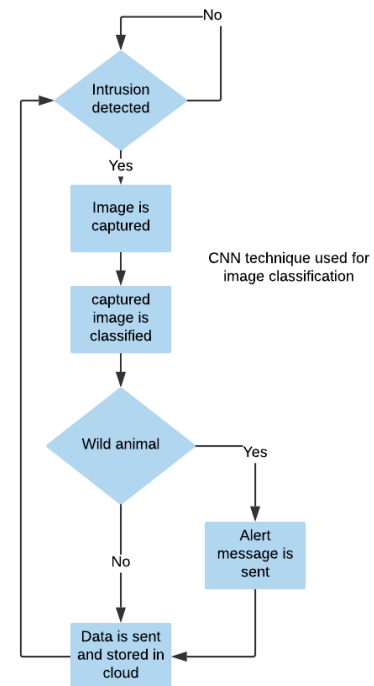 No
Intrusion
detected
Yes
Image is
captured
CNN technique used for
image classification
captured
image is
classified
Wild animal
Yes
Alert
message is
sent
No
Data is sent
and stored in
cloud